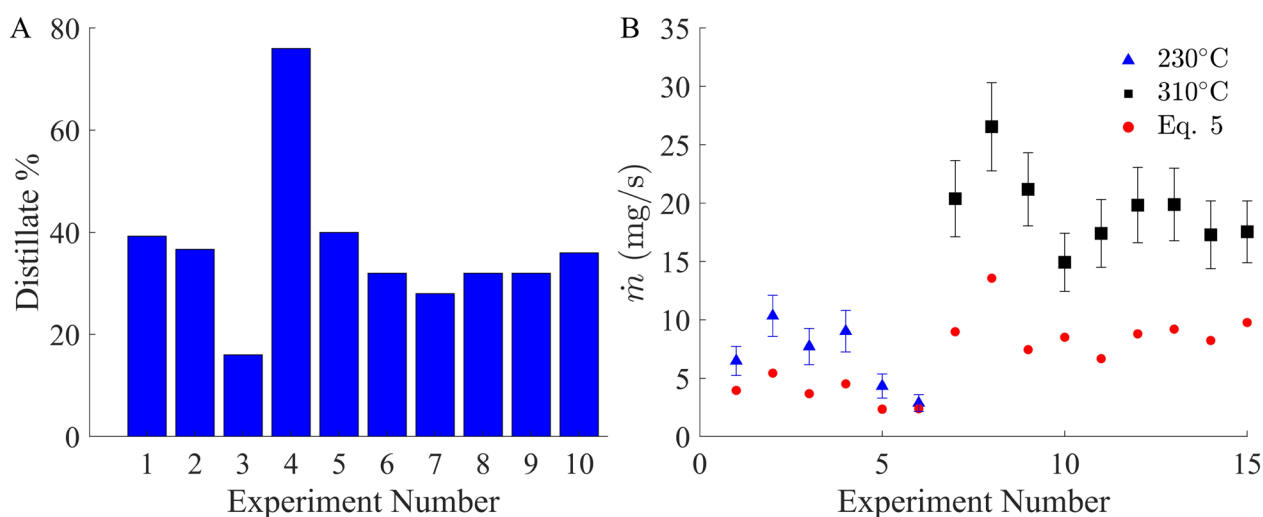 A
80
60
40
20
0
Distillate %
1 2 3 4 5 6 7 8 9 10
Experiment Number
B
35
30
25
20
15
10
5
0
ṁ (mg/s)
230°C
310°C
Eq. 5
0 5 10 15
Experiment Number